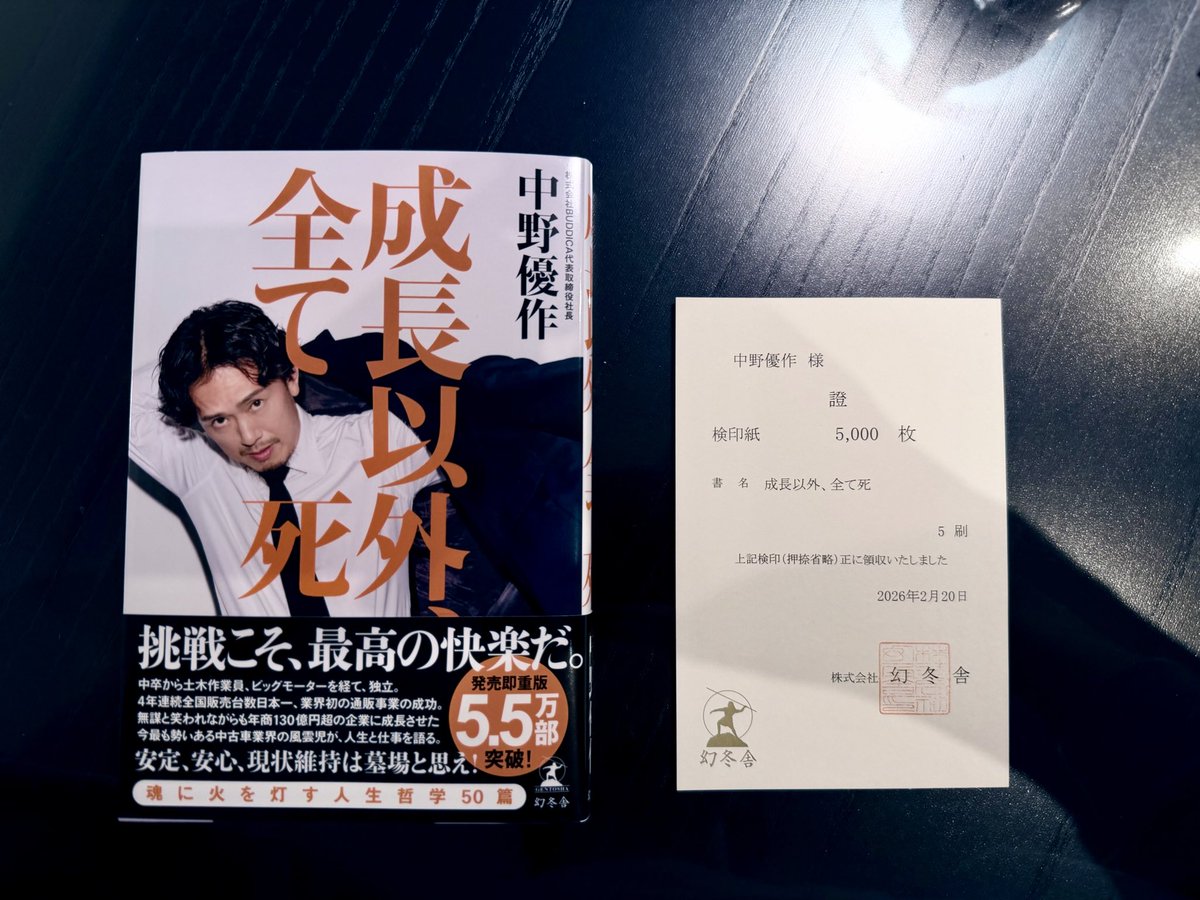 株式会社BUDDICA代表取締役社長
中野優作
成長以外、
全て死
挑戦こそ、最高の快楽だ。
中卒から土木作業員、ビッグモーターを経て、独立。
4年連続全国販売台数日本一、業界初の通販事業の成功。
無謀と笑われながらも年商130億円超の企業に成長させた
今最も勢いある中古車業界の風雲児が、人生と仕事を語る。
安定、安心、現状維持は墓場と思え!
発売即重版
5.5万部
突破!
魂に火を灯す人生哲学50篇
GENTOSHA
幻冬舎
中野優作 様
證
検印紙 5,000 枚
書名 成長以外、全て死
5 刷
上記検印(押捺省略)正に領収いたしました
2026年2月20日
株式会社 幻冬舎
幻冬舎